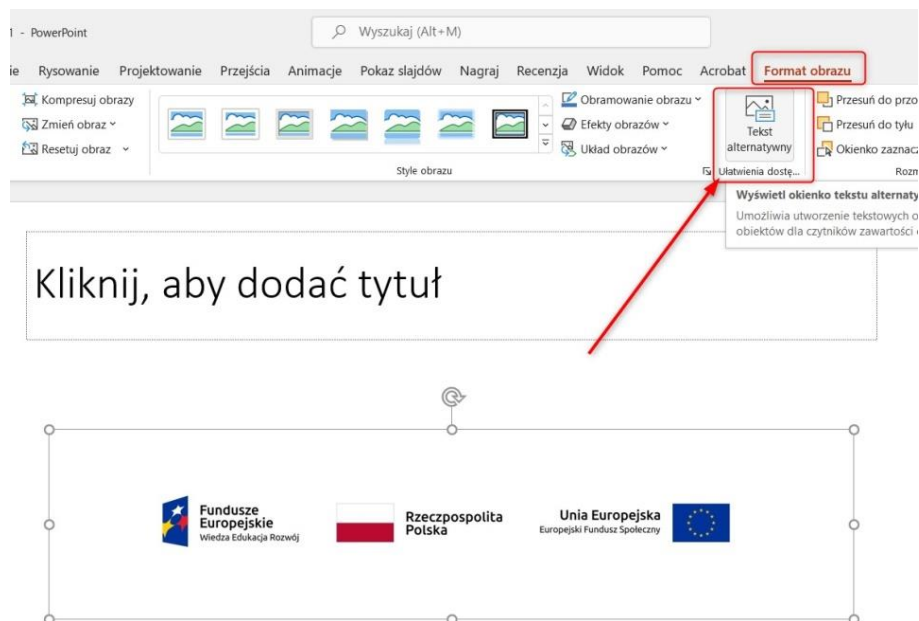 1 - PowerPoint
Wyszukaj (Alt+M)
ie Rysowanie Projektowanie Przejścia Animacje Pokaz slajdów Nagraj Recenzja Widok Pomoc Acrobat Format obrazu
Kompresuj obrazy
Zmień obraz
Resetuj obraz
Style obrazu
Obramowanie obrazu
Efekty obrazów
Układ obrazów
Tekst
alternatywny
Ułatwienia dostę...
Przesuń do przo
Przesuń do tyłu
Okienko zaznacz
Rozm
Wyświetl okienko tekstu alternaty
Umożliwia utworzenie tekstowych o
obiektów dla czytników zawartości
Kliknij, aby dodać tytuł
Fundusze
Europejskie
Wiedza Edukacja Rozwój
Rzeczpospolita
Polska
Unia Europejska
Europejski Fundusz Społeczny